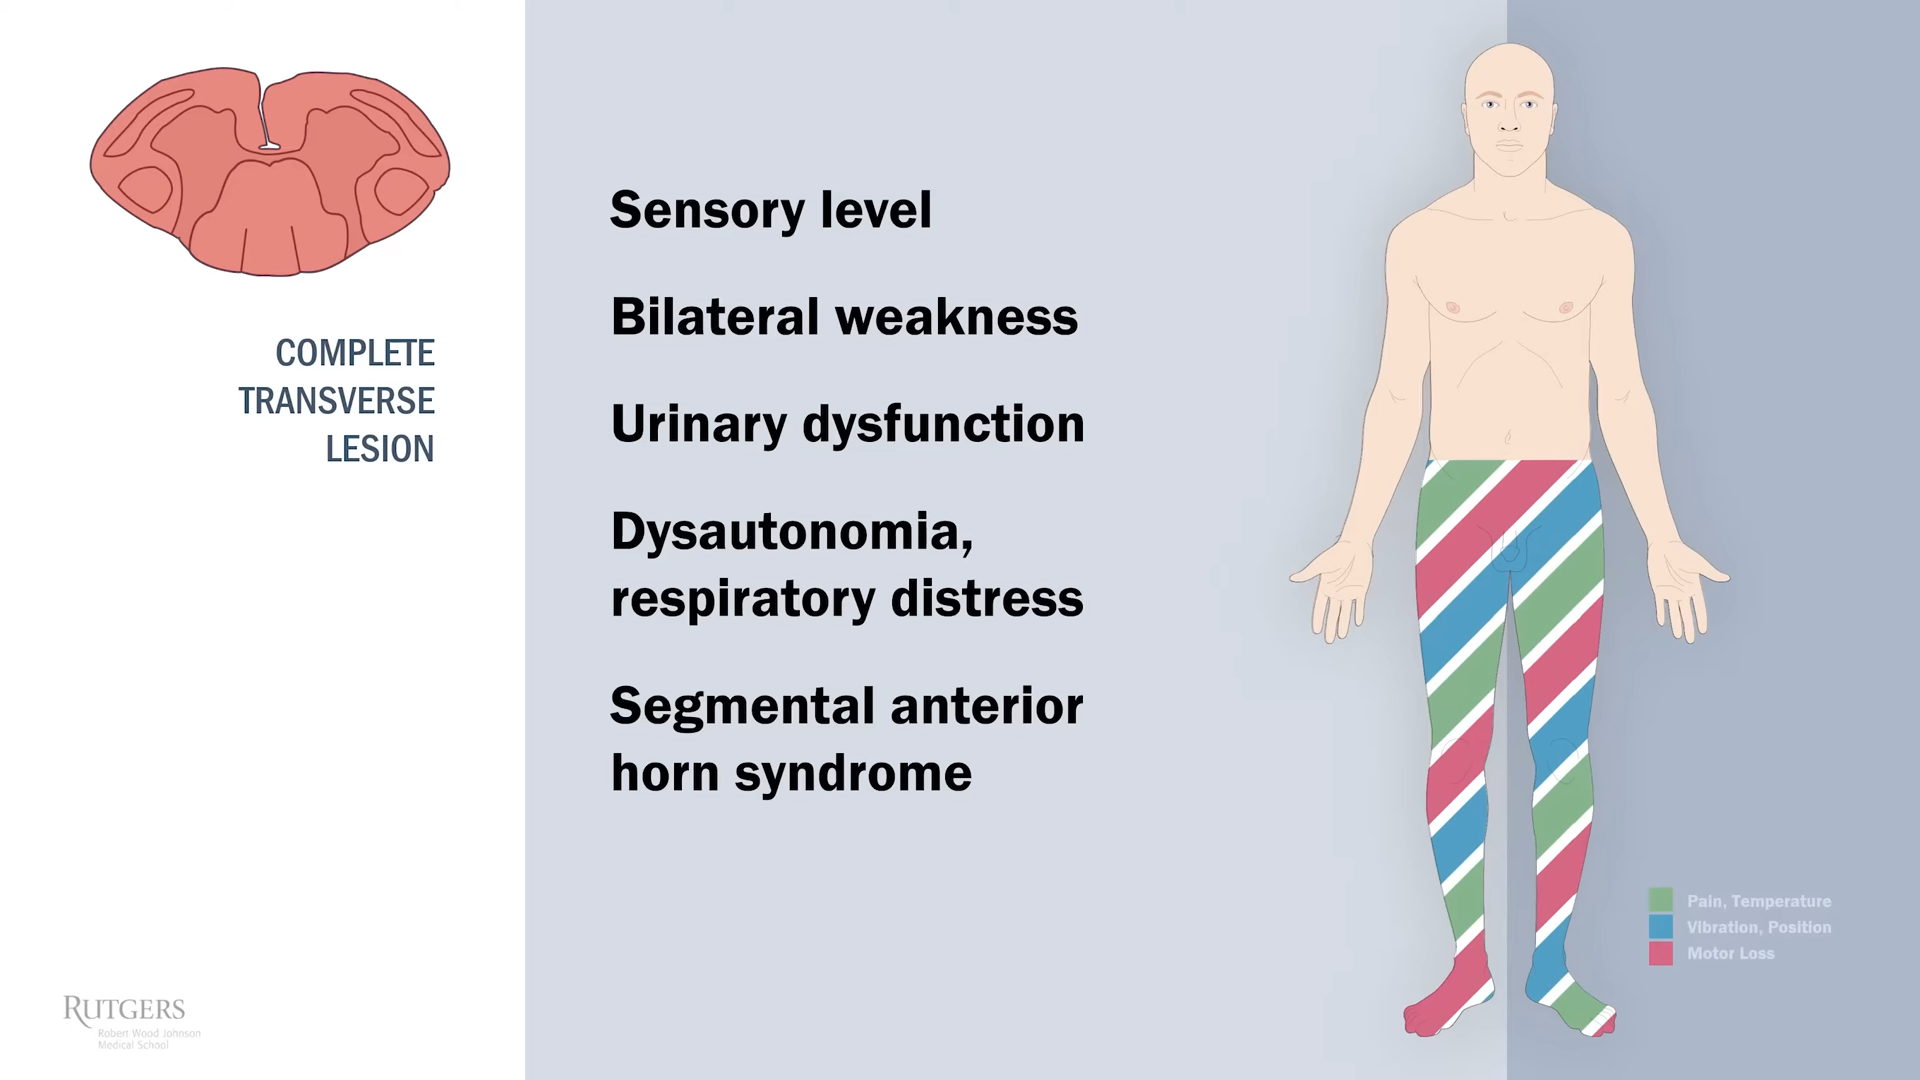 COMPLETE
TRANSVERSE
LESION
Sensory level
Bilateral weakness
Urinary dysfunction
Dysautonomia,
respiratory distress
Segmental anterior
horn syndrome
Pain, Temperature
Vibration, Position
Motor Loss
RUTGERS
Robert Wood Johnson
Medical School